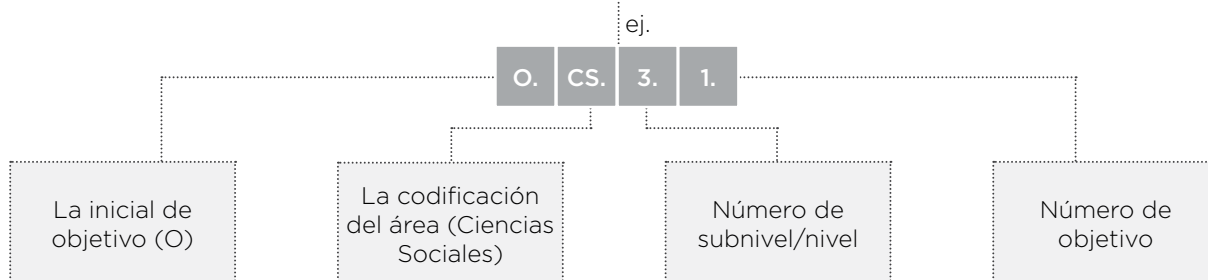 ej.
O. CS. 3. 1.
La inicial de
objetivo (O)
La codificación
del área (Ciencias
Sociales)
Número de
subnivel/nivel
Número de
objetivo